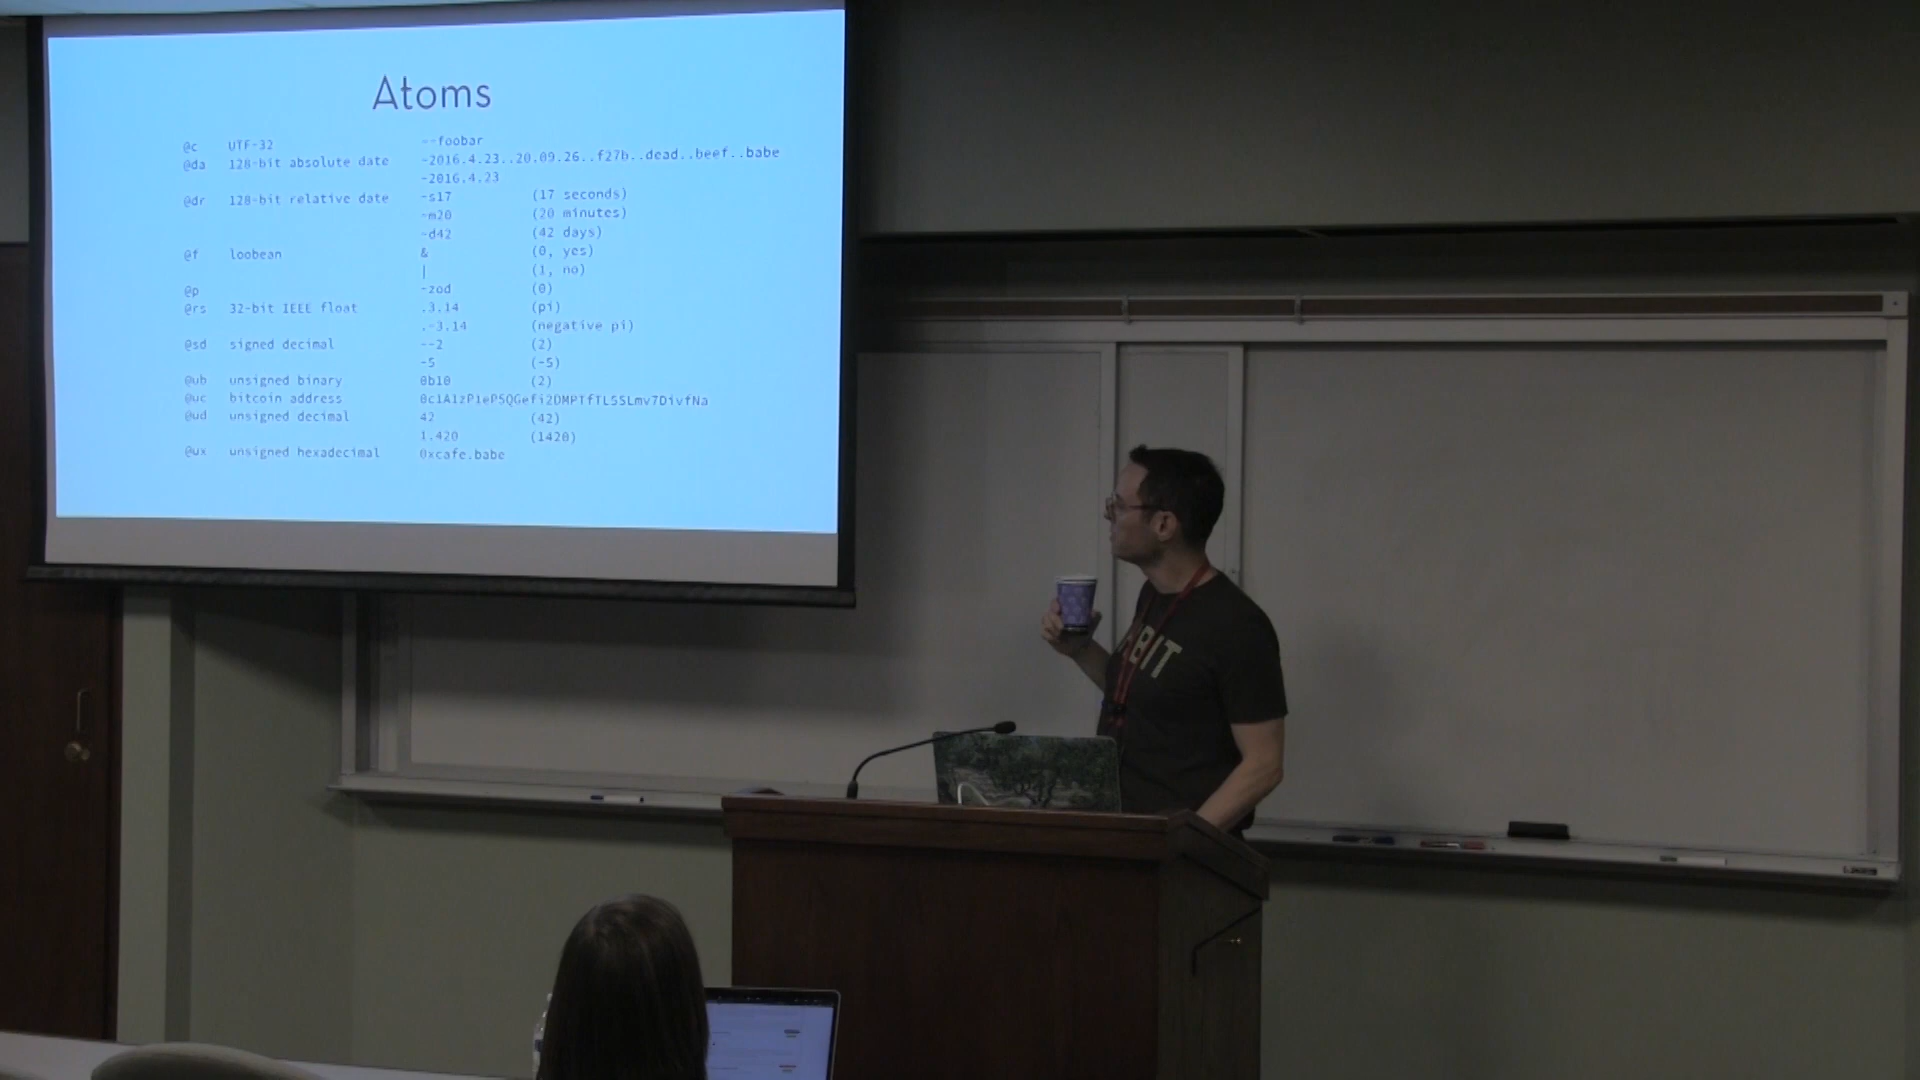 Atoms
@c UTF-32 ~-foobar
@da 128-bit absolute date ~2016.4.23..20.09.26..f27b..dead..beef..babe
~2016.4.23
@dr 128-bit relative date ~s17 (17 seconds)
~m20 (20 minutes)
~d42 (42 days)
@f loobean & (0, yes)
| (1, no)
@p ~zod (0)
@rs 32-bit IEEE float .3.14 (pi)
.-3.14 (negative pi)
@sd signed decimal --2 (2)
-5 (-5)
@ub unsigned binary 0b10 (2)
@uc bitcoin address 0c1A1zP1eP5QGefi2DMPTfTL5SLmv7DivfNa
@ud unsigned decimal 42 (42)
1.420 (1420)
@ux unsigned hexadecimal 0xcafe.babe
BIT